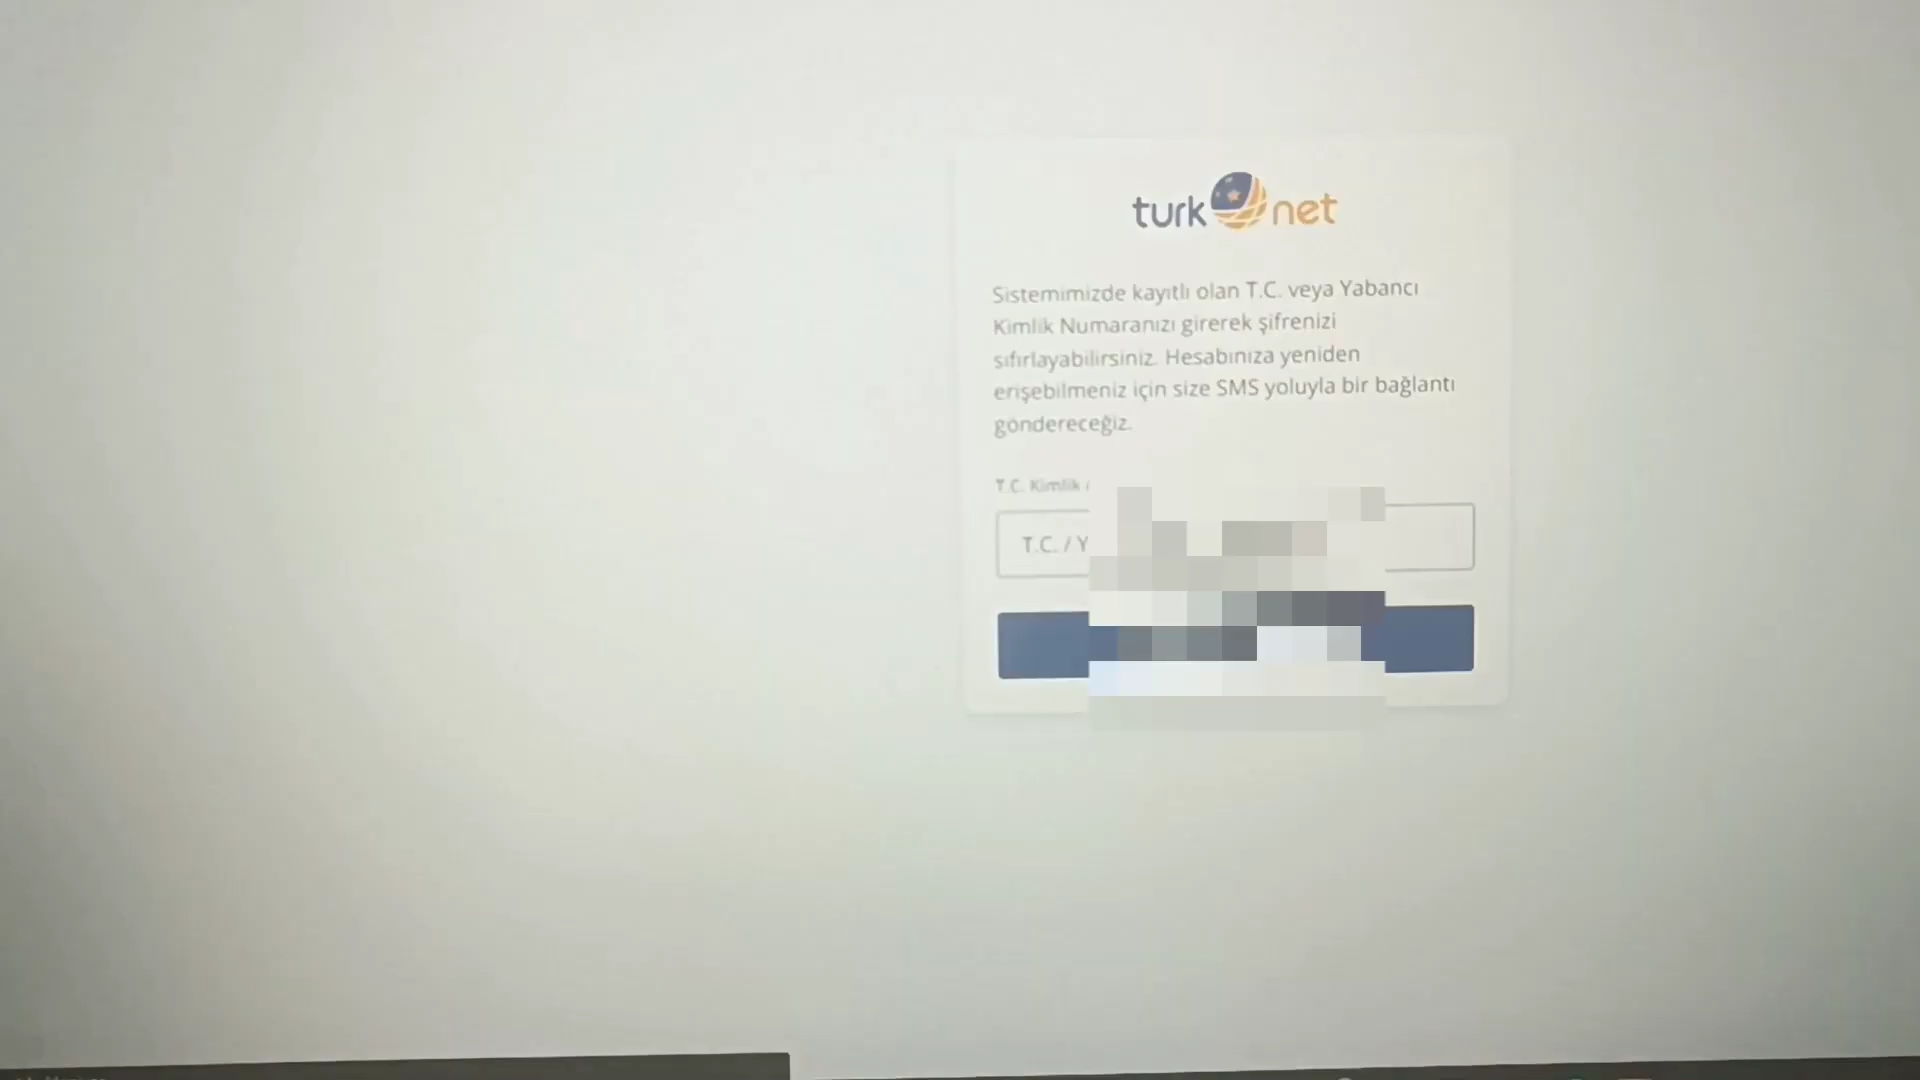 turk net
Sistemimizde kayıtlı olan T.C. veya Yabancı
Kimlik Numaranızı girerek şifrenizi
sıfırlayabilirsiniz. Hesabınıza yeniden
erişebilmeniz için size SMS yoluyla bir bağlantı
göndereceğiz.
T.C. Kimlik
T.C. / Y